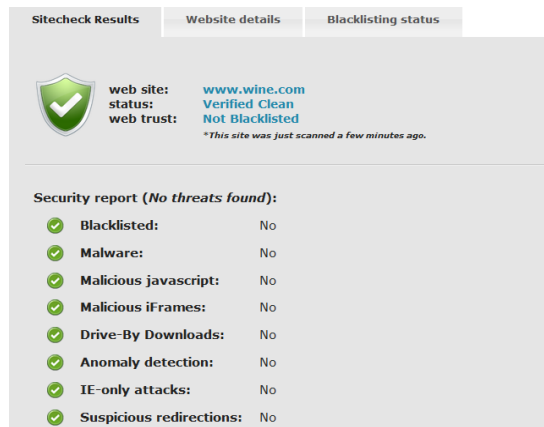 Sitecheck Results Website details Blacklisting status
web site: www.wine.com
status: Verified Clean
web trust: Not Blacklisted
*This site was just scanned a few minutes ago.
Security report (No threats found):
Blacklisted: No
Malware: No
Malicious javascript: No
Malicious iFrames: No
Drive-By Downloads: No
Anomaly detection: No
IE-only attacks: No
Suspicious redirections: No